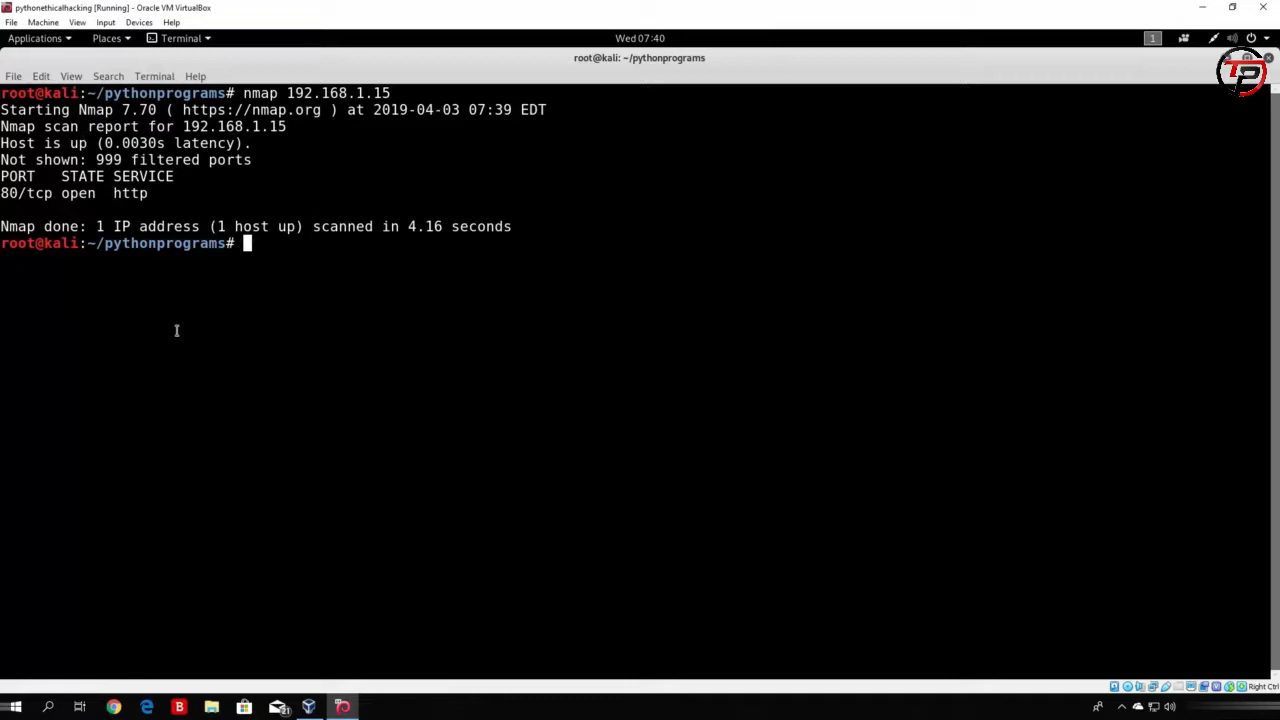 pythonethicalhacking [Running] - Oracle VM VirtualBox
File Machine View Input Devices Help
Applications Places Terminal Wed 07:40 1
root@kali: ~/pythonprograms
TP
File Edit View Search Terminal Help
root@kali:~/pythonprograms# nmap 192.168.1.15
Starting Nmap 7.70 ( https://nmap.org ) at 2019-04-03 07:39 EDT
Nmap scan report for 192.168.1.15
Host is up (0.0030s latency).
Not shown: 999 filtered ports
PORT   STATE SERVICE
80/tcp open  http
Nmap done: 1 IP address (1 host up) scanned in 4.16 seconds
root@kali:~/pythonprograms#
Right Ctrl
B